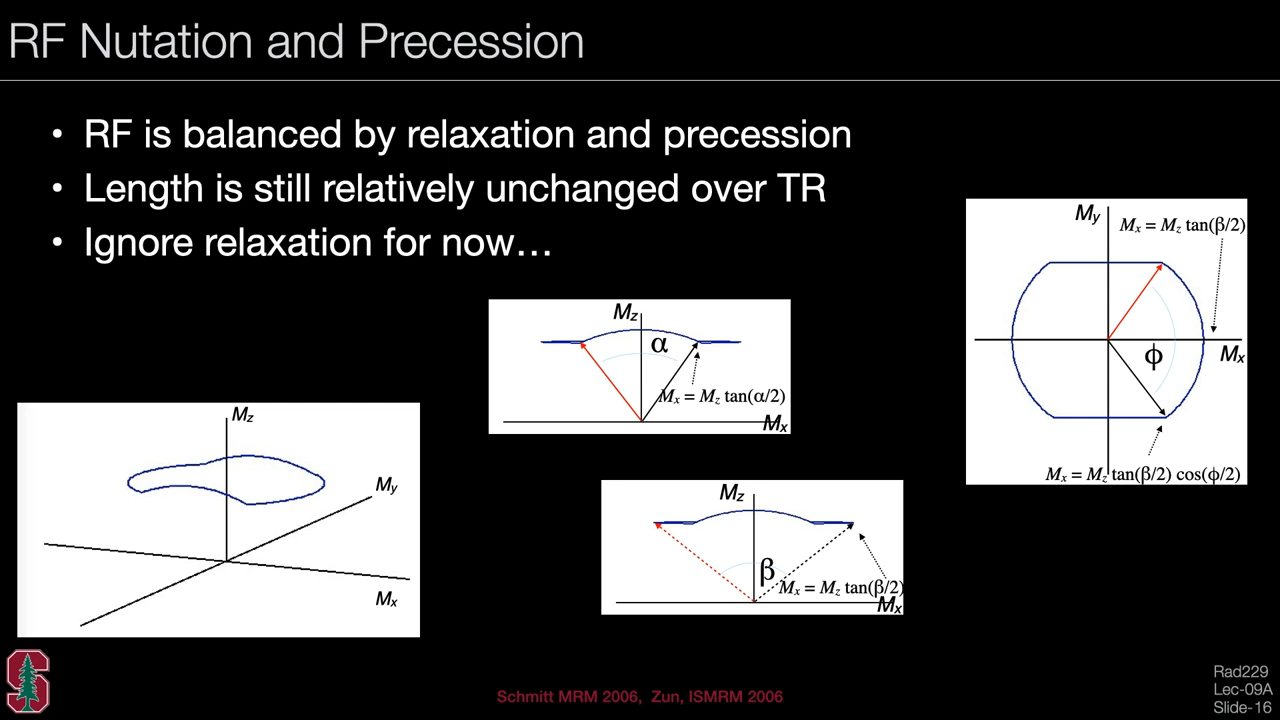 RF Nutation and Precession
• RF is balanced by relaxation and precession
• Length is still relatively unchanged over TR
• Ignore relaxation for now…
My
Mx = Mz tan(β/2)
Mx
ϕ
Mx = Mz tan(β/2) cos(ϕ/2)
Mz
α
Mx = Mz tan(α/2)
Mx
Mz
My
Mx
Mz
β
Mx = Mz tan(β/2)
Mx
S
Schmitt MRM 2006, Zun, ISMRM 2006
Rad229
Lec-09A
Slide-16